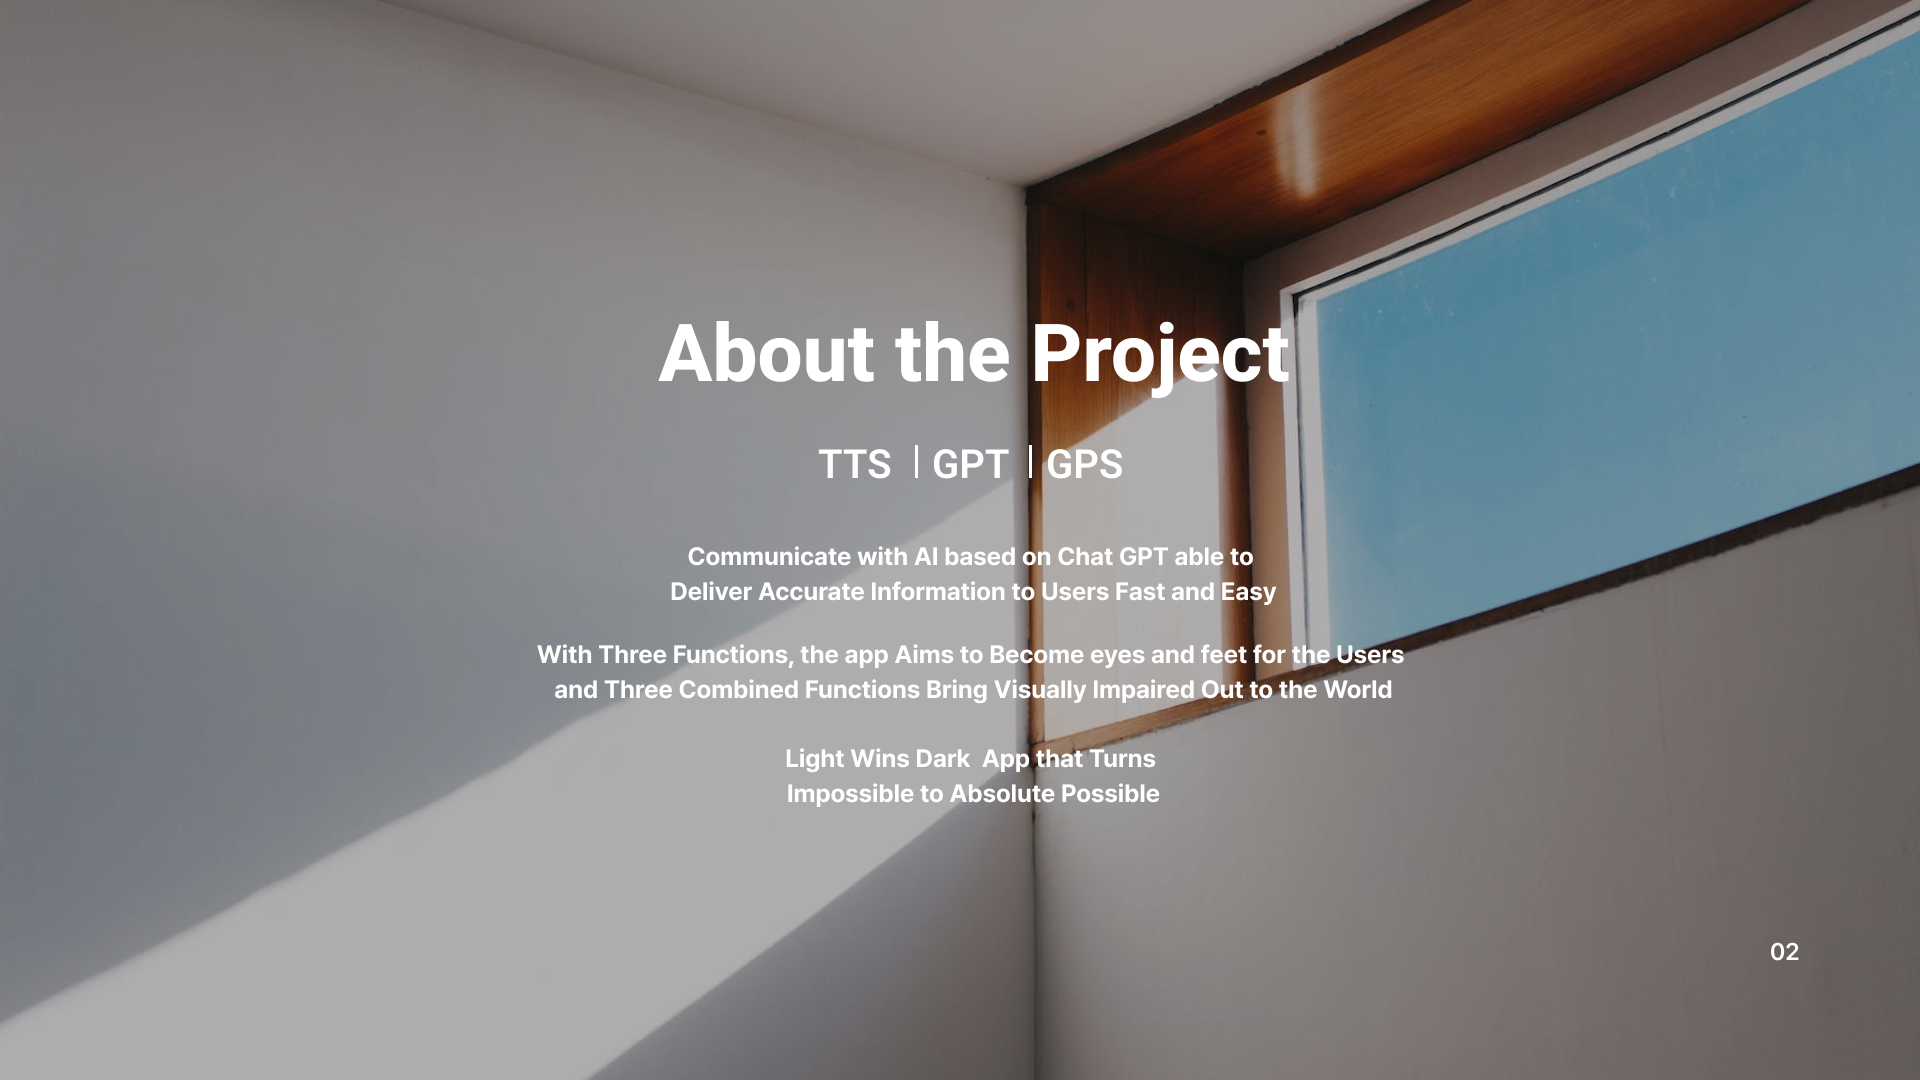 About the Project
TTS | GPT | GPS
Communicate with AI based on Chat GPT able to
Deliver Accurate Information to Users Fast and Easy
With Three Functions, the app Aims to Become eyes and feet for the Users
and Three Combined Functions Bring Visually Impaired Out to the World
Light Wins Dark  App that Turns
Impossible to Absolute Possible
02